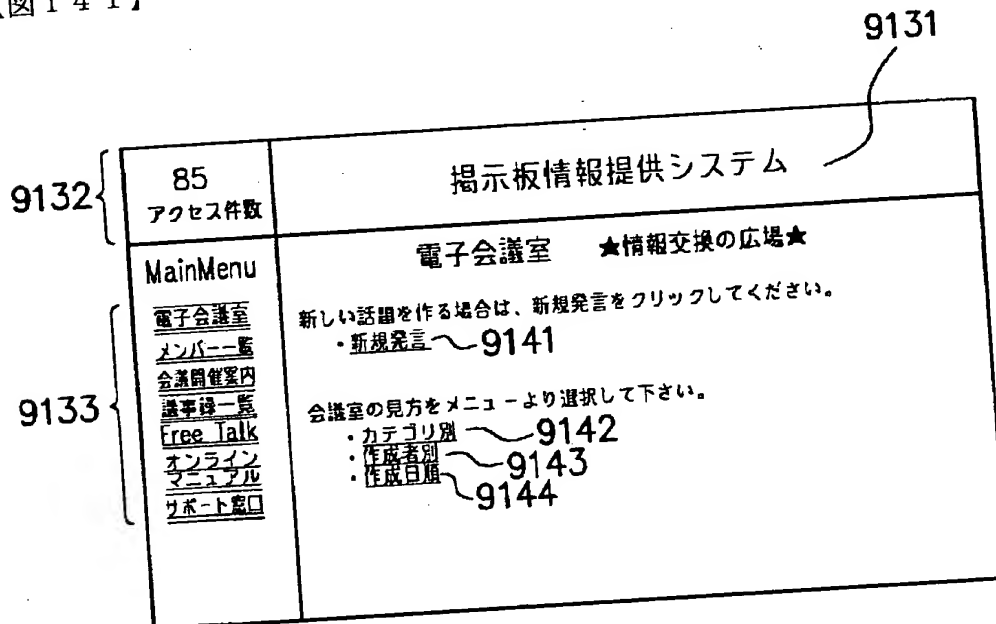 【図141】
9131
9132
85
アクセス件数
掲示板情報提供システム
MainMenu
電子会議室 ★情報交換の広場★
9133
電子会議室
メンバー一覧
会議開催案内
議事録一覧
Free Talk
オンライン
マニュアル
サポート窓口
新しい話題を作る場合は、新規発言をクリックしてください。
・新規発言 9141
会議室の見方をメニューより選択して下さい。
・カテゴリ別 9142
・作成者別 9143
・作成日順 9144